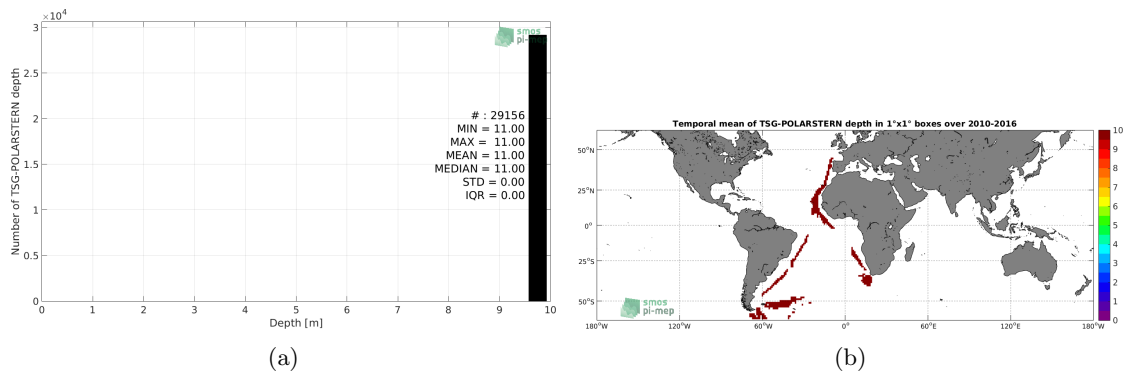 ×10⁴
3
2.5
2
1.5
1
0.5
0
Number of TSG-POLARSTERN depth
smos
pi-mep
# : 29156
MIN = 11.00
MAX = 11.00
MEAN = 11.00
MEDIAN = 11.00
STD = 0.00
IQR = 0.00
0 1 2 3 4 5 6 7 8 9 10
Depth [m]
(a)
Temporal mean of TSG-POLARSTERN depth in 1°x1° boxes over 2010-2016
50°N
25°N
0°
25°S
50°S
180°W 120°W 60°W 0° 60°E 120°E 180°W
smos
pi-mep
10
9
8
7
6
5
4
3
2
1
0
(b)